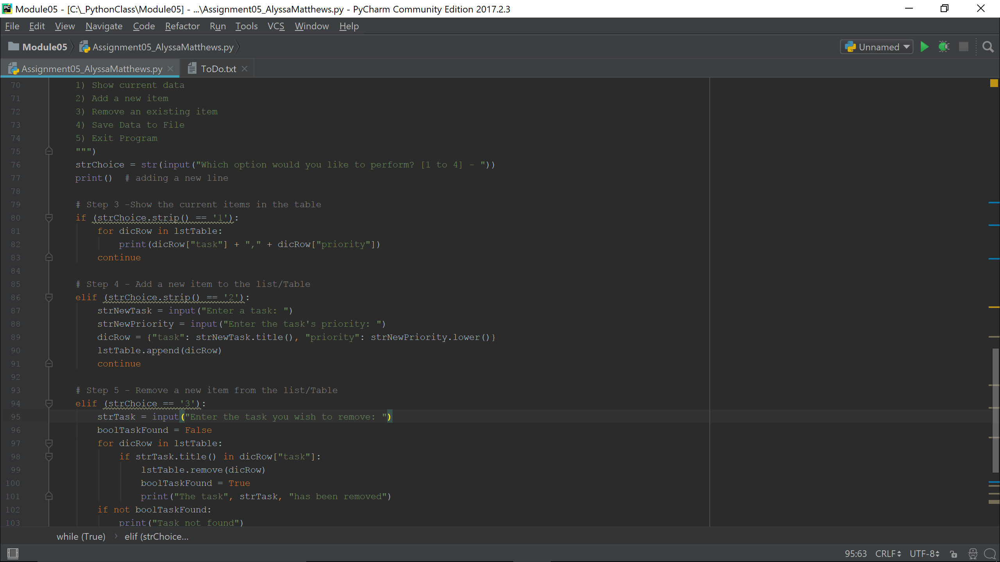 Module05 - [C:\_PythonClass\Module05] - ...\Assignment05_AlyssaMatthews.py - PyCharm Community Edition 2017.2.3
File Edit View Navigate Code Refactor Run Tools VCS Window Help
Module05 Assignment05_AlyssaMatthews.py Unnamed
Assignment05_AlyssaMatthews.py ToDo.txt
70 1) Show current data
71 2) Add a new item
72 3) Remove an existing item
73 4) Save Data to File
74 5) Exit Program
75 """)
76 strChoice = str(input("Which option would you like to perform? [1 to 4] - "))
77 print()  # adding a new line
78
79 # Step 3 -Show the current items in the table
80 if (strChoice.strip() == '1'):
81     for dicRow in lstTable:
82         print(dicRow["task"] + "," + dicRow["priority"])
83     continue
84
85 # Step 4 - Add a new item to the list/Table
86 elif (strChoice.strip() == '2'):
87     strNewTask = input("Enter a task: ")
88     strNewPriority = input("Enter the task's priority: ")
89     dicRow = {"task": strNewTask.title(), "priority": strNewPriority.lower()}
90     lstTable.append(dicRow)
91     continue
92
93 # Step 5 - Remove a new item from the list/Table
94 elif (strChoice == '3'):
95     strTask = input("Enter the task you wish to remove: ")
96     boolTaskFound = False
97     for dicRow in lstTable:
98         if strTask.title() in dicRow["task"]:
99             lstTable.remove(dicRow)
100             boolTaskFound = True
101             print("The task", strTask, "has been removed")
102     if not boolTaskFound:
103         print("Task not found")
while (True) › elif (strChoice...
95:63 CRLF UTF-8